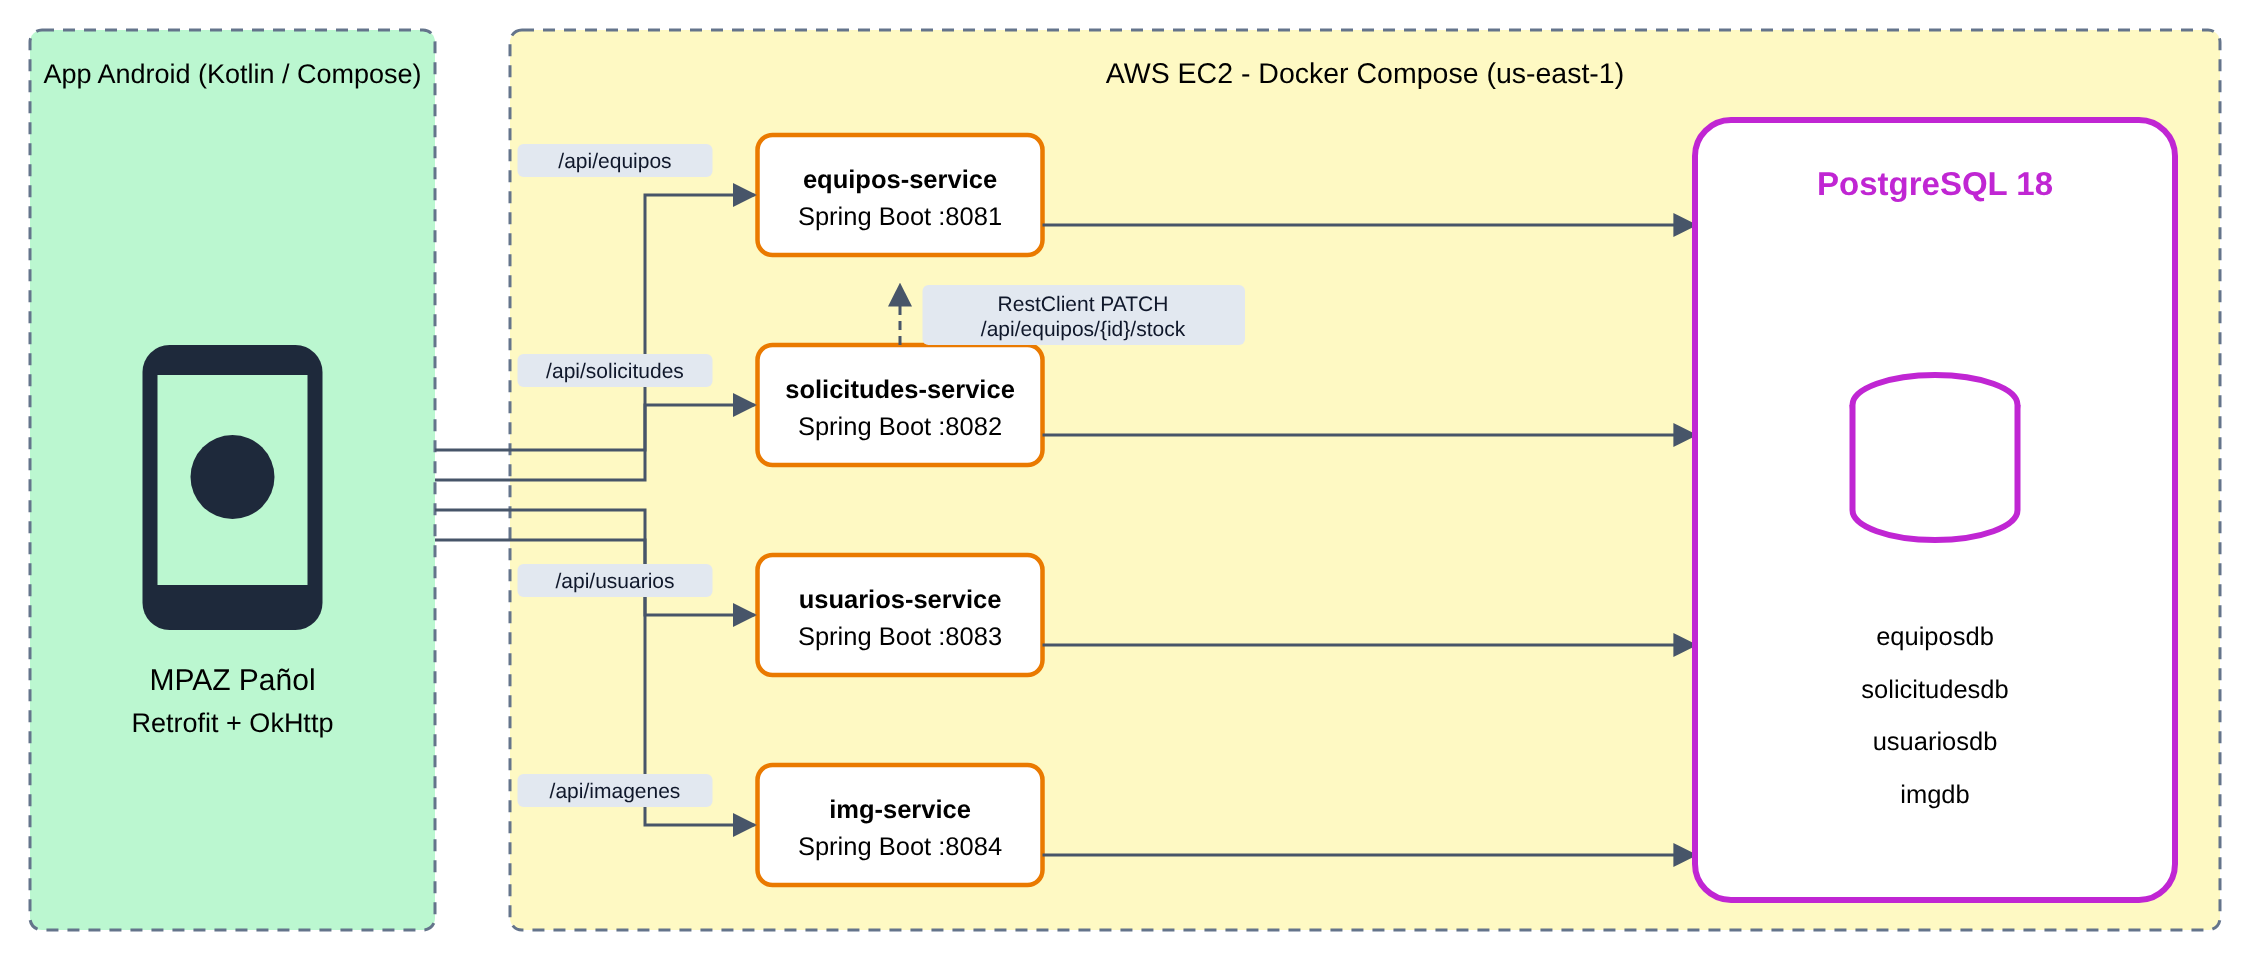 App Android (Kotlin / Compose)
MPAZ Pañol
Retrofit + OkHttp
AWS EC2 - Docker Compose (us-east-1)
/api/equipos
equipos-service
Spring Boot :8081
RestClient PATCH
/api/equipos/{id}/stock
/api/solicitudes
solicitudes-service
Spring Boot :8082
/api/usuarios
usuarios-service
Spring Boot :8083
/api/imagenes
img-service
Spring Boot :8084
PostgreSQL 18
equiposdb
solicitudesdb
usuariosdb
imgdb